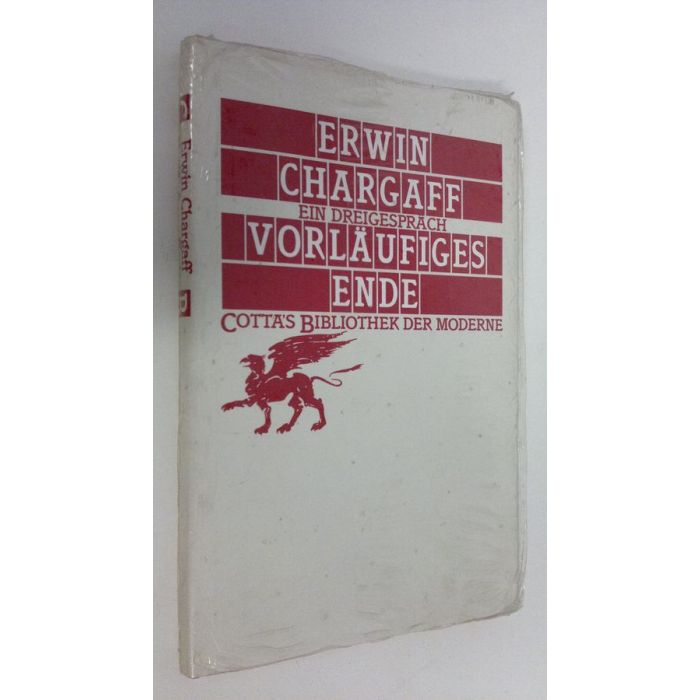 ERWIN
CHARGAFF
EIN DREIGESPRÄCH
VORLÄUFIGES
ENDE
COTTA'S BIBLIOTHEK DER MODERNE
Erwin Chargaff